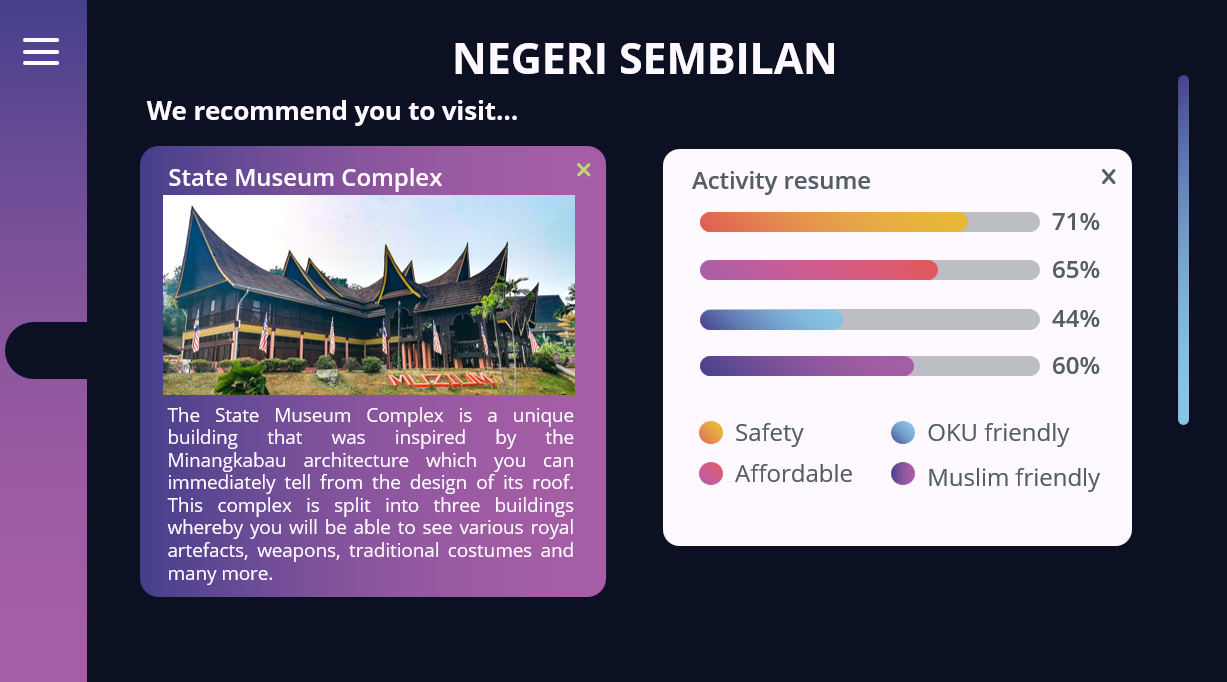 NEGERI SEMBILAN
We recommend you to visit...
State Museum Complex
MUZIUM
The State Museum Complex is a unique
building that was inspired by the
Minangkabau architecture which you can
immediately tell from the design of its roof.
This complex is split into three buildings
whereby you will be able to see various royal
artefacts, weapons, traditional costumes and
many more.
Activity resume
71%
65%
44%
60%
Safety
OKU friendly
Affordable
Muslim friendly